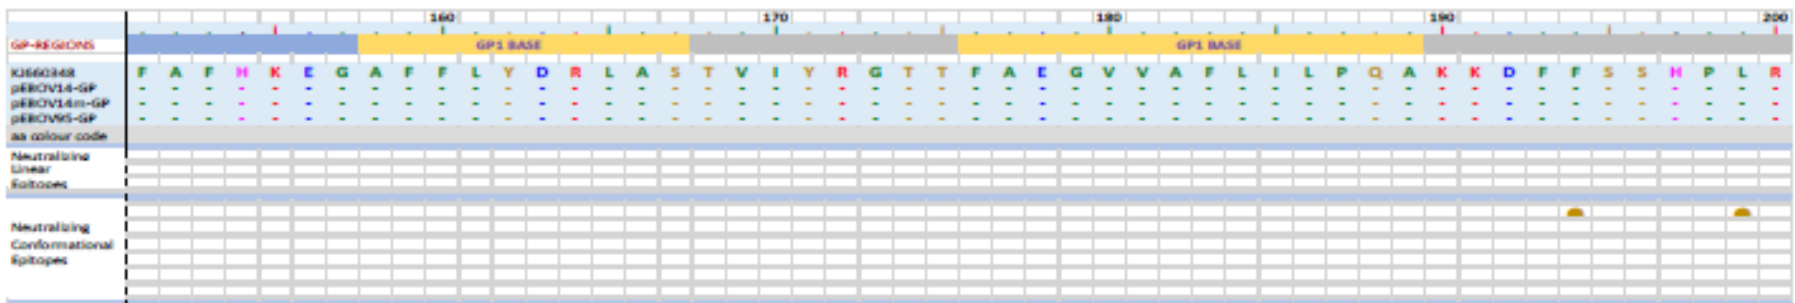 160 170 180 190 200
GP-REGIONS GP1 BASE GP1 BASE
KJ660348 F A F H K E G A F F L Y D R L A S T V I Y R G T T F A E G V V A F L I L P Q A K K D F F S S H P L R
pEBOV14-GP - - - - - - - - - - - - - - - - - - - - - - - - - - - - - - - - - - - - - - - - - - - - - - - - - -
pEBOV14m-GP - - - - - - - - - - - - - - - - - - - - - - - - - - - - - - - - - - - - - - - - - - - - - - - - - -
pEBOV95-GP - - - - - - - - - - - - - - - - - - - - - - - - - - - - - - - - - - - - - - - - - - - - - - - - - -
aa colour code
Neutralizing
Linear
Epitopes
Neutralizing
Conformational
Epitopes